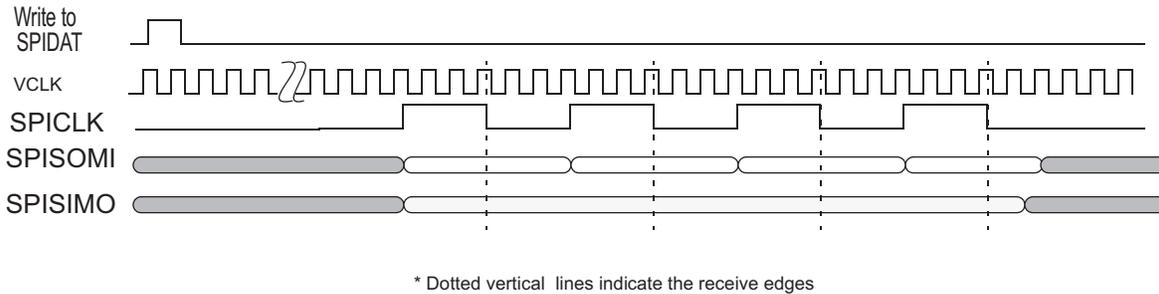 Write to
SPIDAT
VCLK
SPICLK
SPISOMI
SPISIMO
* Dotted vertical lines indicate the receive edges